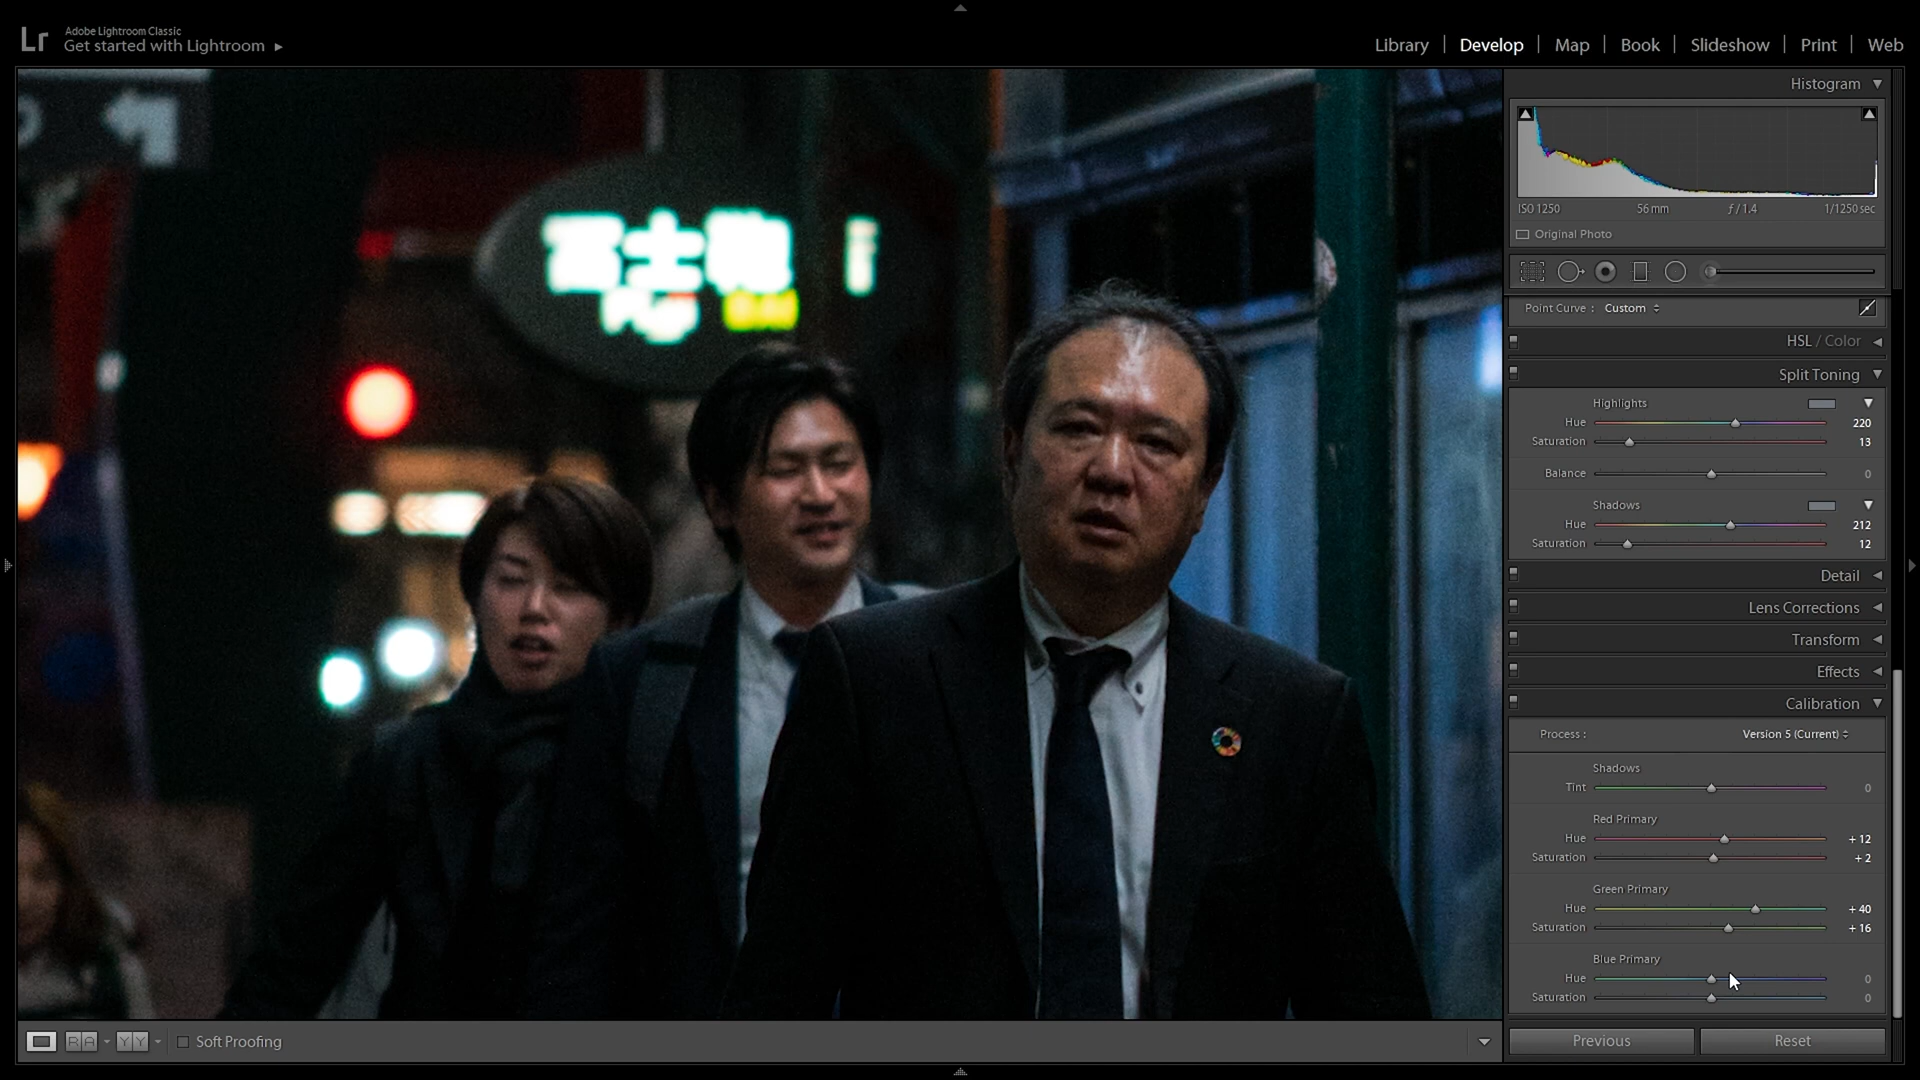 Lr
Adobe Lightroom Classic
Get started with Lightroom
Library | Develop | Map | Book | Slideshow | Print | Web
Histogram
ISO 1250 56 mm ƒ / 1.4 1/1250 sec
Original Photo
Point Curve : Custom
HSL / Color
Split Toning
Highlights
Hue 220
Saturation 13
Balance 0
Shadows
Hue 212
Saturation 12
Detail
Lens Corrections
Transform
Effects
Calibration
Process : Version 5 (Current)
Shadows
Tint 0
Red Primary
Hue + 12
Saturation + 2
Green Primary
Hue + 40
Saturation + 16
Blue Primary
Hue 0
Saturation 0
R A Y Y Soft Proofing
Previous Reset
富士